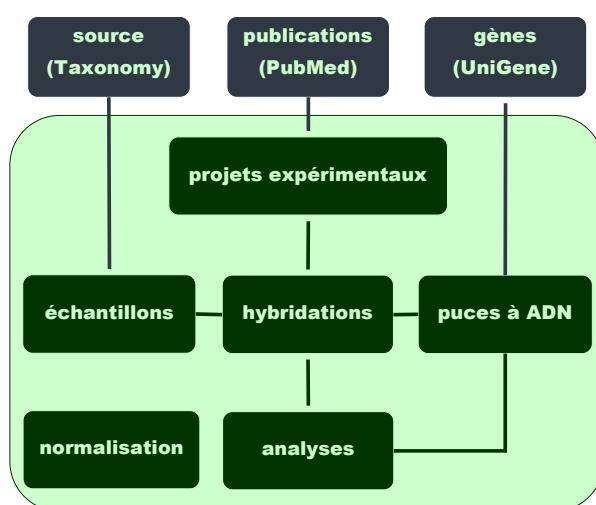 source
(Taxonomy)
publications
(PubMed)
gènes
(UniGene)
projets expérimentaux
échantillons
hybridations
puces à ADN
normalisation
analyses